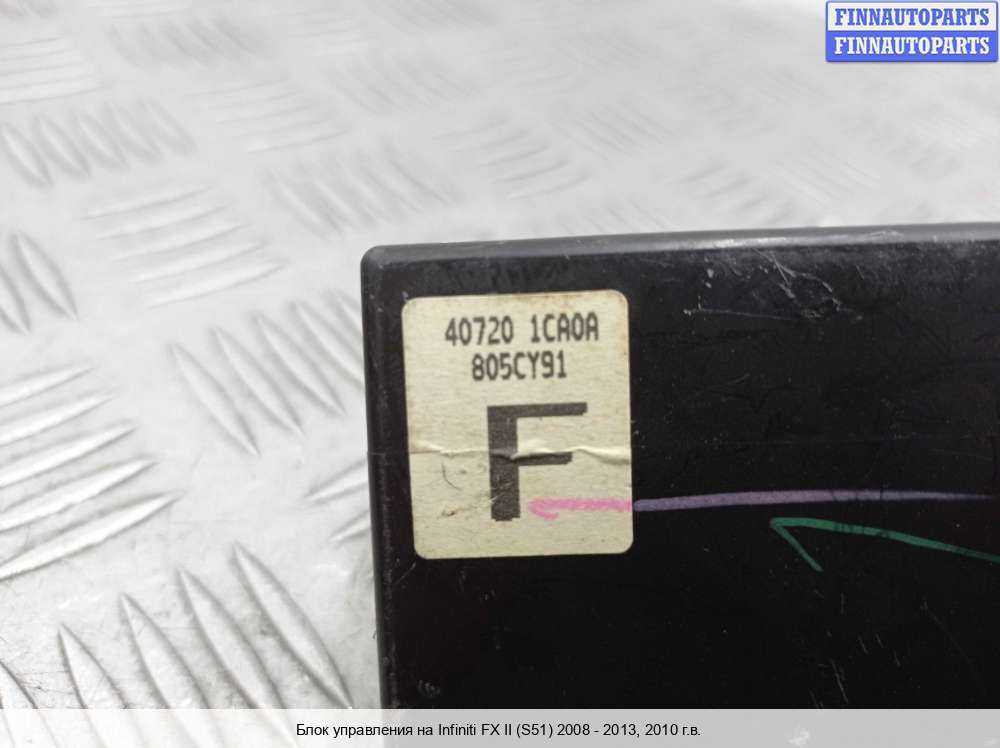 FINNAUTOPARTS
FINNAUTOPARTS
40720 1CA0A
805CY91
F
Блок управления на Infiniti FX II (S51) 2008 - 2013, 2010 г.в.